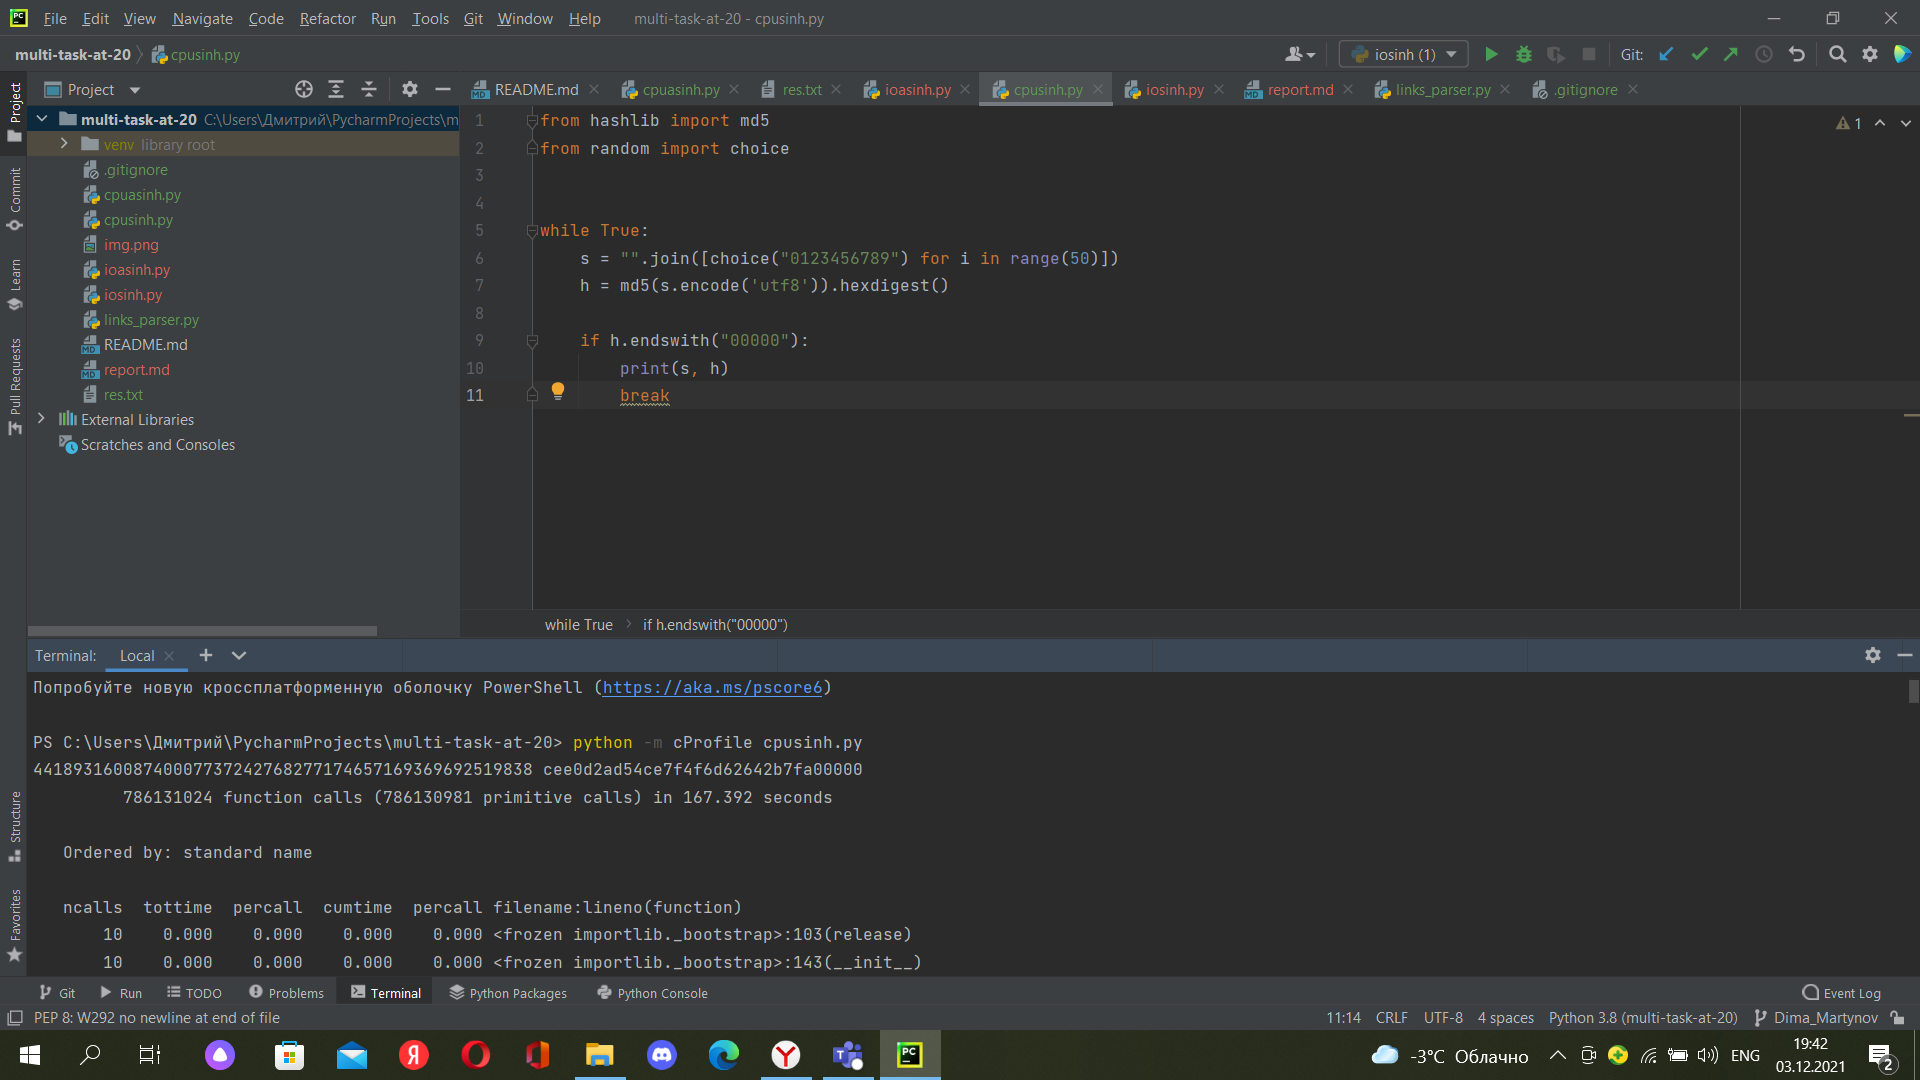 File Edit View Navigate Code Refactor Run Tools Git Window Help multi-task-at-20 - cpusinh.py
multi-task-at-20 cpusinh.py iosinh (1) Git:
Project README.md cpuasinh.py res.txt ioasinh.py cpusinh.py iosinh.py report.md links_parser.py .gitignore
Project
Commit
Learn
Pull Requests
Structure
Favorites
multi-task-at-20 C:\Users\Дмитрий\PycharmProjects\m
venv library root
.gitignore
cpuasinh.py
cpusinh.py
img.png
ioasinh.py
iosinh.py
links_parser.py
README.md
report.md
res.txt
External Libraries
Scratches and Consoles
1 from hashlib import md5
2 from random import choice
3
4
5 while True:
6 s = "".join([choice("0123456789") for i in range(50)])
7 h = md5(s.encode('utf8')).hexdigest()
8
9 if h.endswith("00000"):
10 print(s, h)
11 break
1
while True if h.endswith("00000")
Terminal: Local
Попробуйте новую кроссплатформенную оболочку PowerShell (https://aka.ms/pscore6)
PS C:\Users\Дмитрий\PycharmProjects\multi-task-at-20> python -m cProfile cpusinh.py
44189316008740007737242768277174657169369692519838 cee0d2ad54ce7f4f6d62642b7fa00000
786131024 function calls (786130981 primitive calls) in 167.392 seconds
Ordered by: standard name
ncalls tottime percall cumtime percall filename:lineno(function)
10 0.000 0.000 0.000 0.000 <frozen importlib._bootstrap>:103(release)
10 0.000 0.000 0.000 0.000 <frozen importlib._bootstrap>:143(__init__)
Git Run TODO Problems Terminal Python Packages Python Console Event Log
PEP 8: W292 no newline at end of file 11:14 CRLF UTF-8 4 spaces Python 3.8 (multi-task-at-20) Dima_Martynov
-3°C Облачно ENG 19:42
03.12.2021 2